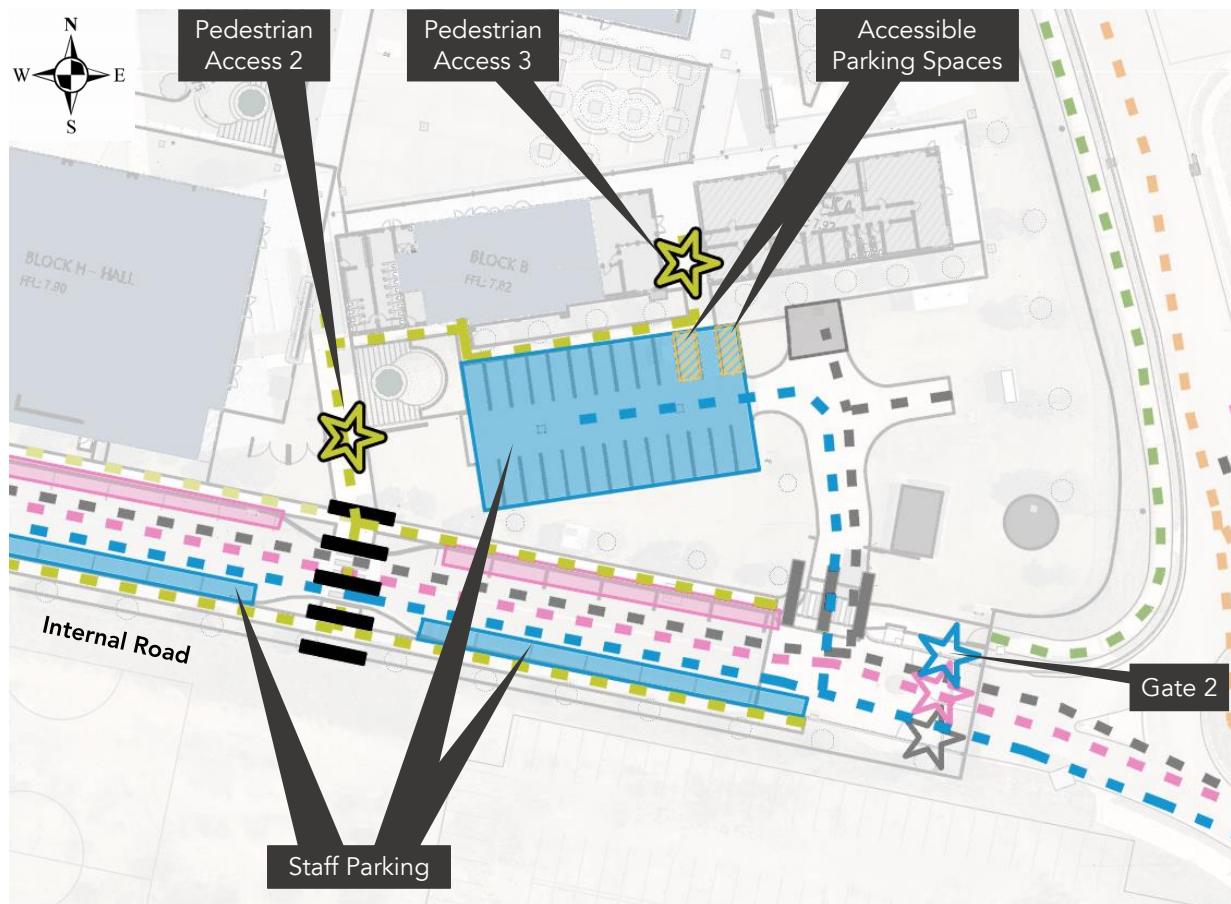 N
W E
S
Pedestrian
Access 2
Pedestrian
Access 3
Accessible
Parking Spaces
BLOCK H - HALL
FFL: 7.90
BLOCK B
FFL: 7.82
Internal Road
Gate 2
Staff Parking